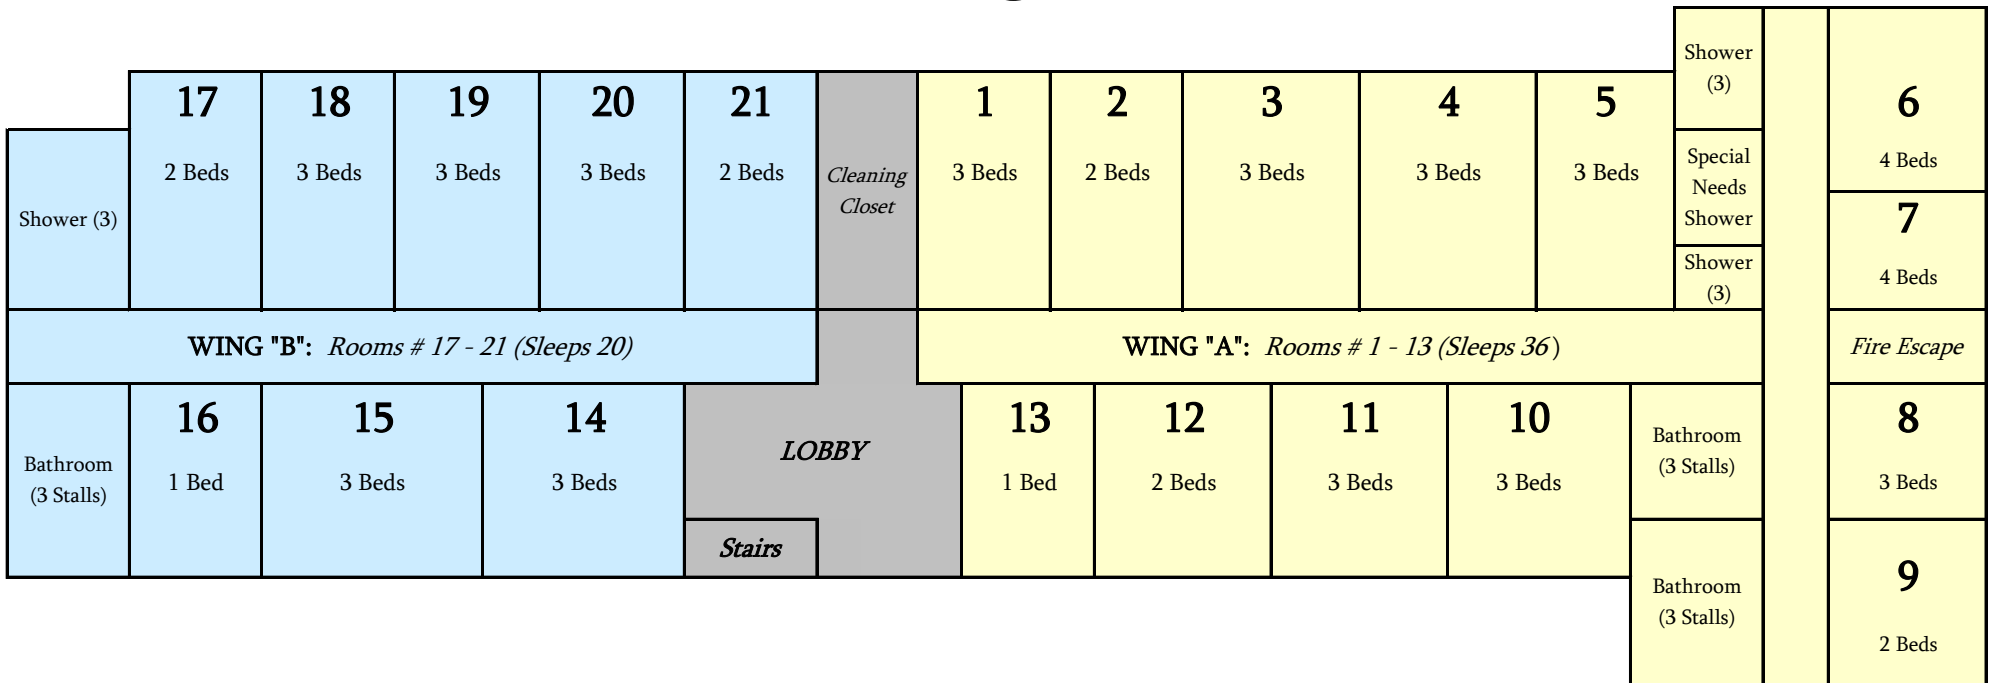 17
2 Beds
18
3 Beds
19
3 Beds
20
3 Beds
21
2 Beds
Cleaning
Closet
1
3 Beds
2
2 Beds
3
3 Beds
4
3 Beds
5
3 Beds
Shower
(3)
Special
Needs
Shower
Shower
(3)
6
4 Beds
7
4 Beds
Shower (3)
WING "B": Rooms # 17 - 21 (Sleeps 20)
WING "A": Rooms # 1 - 13 (Sleeps 36)
Fire Escape
Bathroom
(3 Stalls)
16
1 Bed
15
3 Beds
14
3 Beds
LOBBY
Stairs
13
1 Bed
12
2 Beds
11
3 Beds
10
3 Beds
Bathroom
(3 Stalls)
Bathroom
(3 Stalls)
8
3 Beds
9
2 Beds